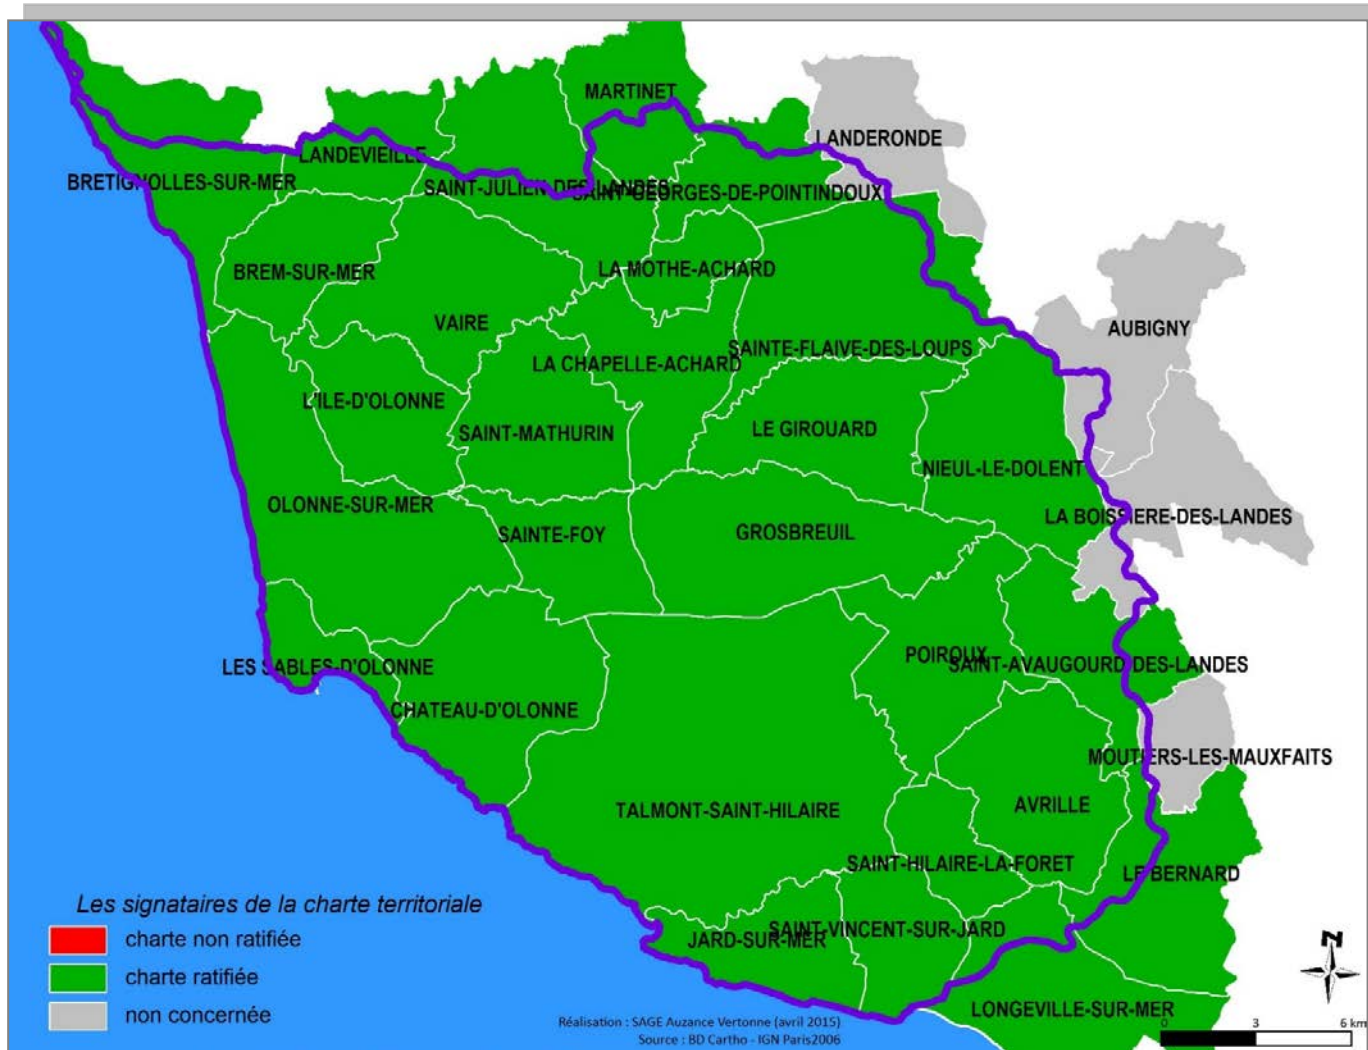 MARTINET
LANDERONDE
LANDEVIEILLE
BRETIGNOLLES-SUR-MER
SAINT-JULIEN-DES-LANDES
SAINT-GEORGES-DE-POINTINDOUX
BREM-SUR-MER
LA MOTHE-ACHARD
VAIRE
AUBIGNY
SAINTE-FLAIVE-DES-LOUPS
LA CHAPELLE-ACHARD
L'ILE-D'OLONNE
SAINT-MATHURIN
LE GIROUARD
NIEUL-LE-DOLENT
OLONNE-SUR-MER
LA BOISSIERE-DES-LANDES
SAINTE-FOY
GROSBREUIL
POIROUX
SAINT-AVAUGOURD-DES-LANDES
LES SABLES-D'OLONNE
CHATEAU-D'OLONNE
MOUTIERS-LES-MAUXFAITS
TALMONT-SAINT-HILAIRE
AVRILLE
SAINT-HILAIRE-LA-FORET
LE BERNARD
SAINT-VINCENT-SUR-JARD
JARD-SUR-MER
LONGEVILLE-SUR-MER
Les signataires de la charte territoriale
charte non ratifiée
charte ratifiée
non concernée
Réalisation : SAGE Auzance Vertonne (avril 2015)
Source : BD Cartho - IGN Paris2006
N
0 3 6 km